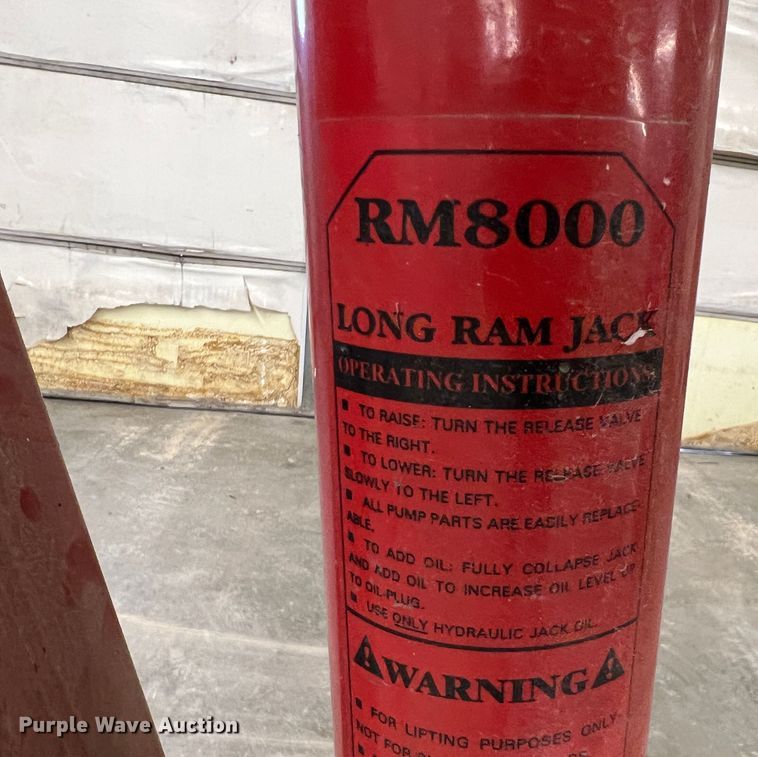 RM8000
LONG RAM JACK
OPERATING INSTRUCTIONS
■ TO RAISE: TURN THE RELEASE VALVE
TO THE RIGHT.
■ TO LOWER: TURN THE RELEASE VALVE
SLOWLY TO THE LEFT.
■ ALL PUMP PARTS ARE EASILY REPLACE-
ABLE.
■ TO ADD OIL: FULLY COLLAPSE JACK
AND ADD OIL TO INCREASE OIL LEVEL UP
TO OIL PLUG.
■ USE ONLY HYDRAULIC JACK OIL.
WARNING
■ FOR LIFTING PURPOSES ONLY-
NOT FOR
Purple Wave Auction